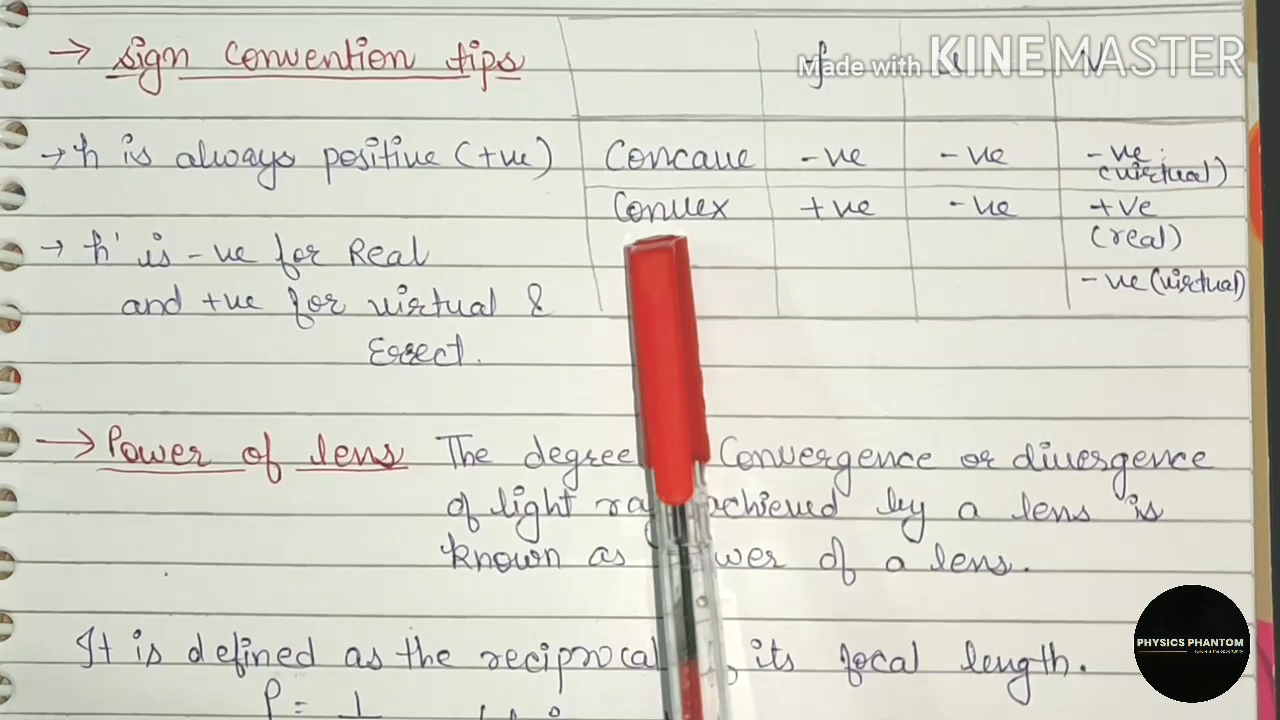 → Sign Convention tips
f u V
Made with KINEMASTER
→ h is always positive (+ve)
Concave -ve -ve -ve (virtual)
Convex +ve -ve +ve (real)
-ve (virtual)
→ h' is -ve for Real
and +ve for virtual &
Erect.
→ Power of lens The degree Convergence or divergence
of light achieved by a lens is
known as of a lens.
PHYSICS PHANTOM
It is defined as the reciprocal its focal length.
P = 1